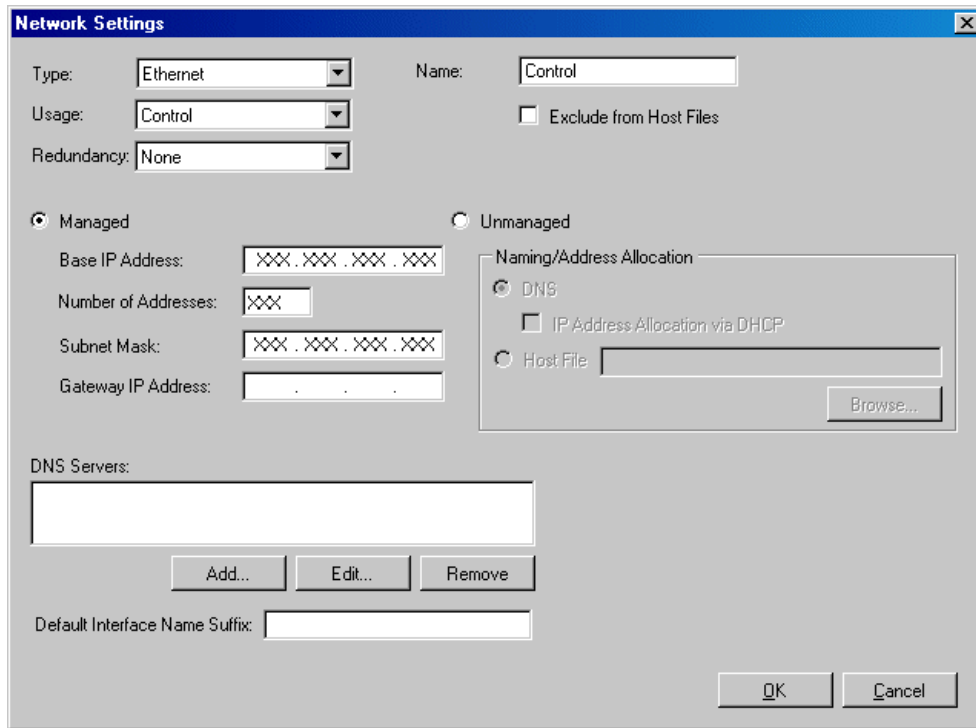 Network Settings
Type: Ethernet Name: Control
Usage: Control Exclude from Host Files
Redundancy: None
Managed Unmanaged
Base IP Address: XXX . XXX . XXX . XXX Naming/Address Allocation
DNS
Number of Addresses: XXX
IP Address Allocation via DHCP
Subnet Mask: XXX . XXX . XXX . XXX
Host File
Gateway IP Address: . . .
Browse...
DNS Servers:
Add... Edit... Remove
Default Interface Name Suffix:
OK Cancel